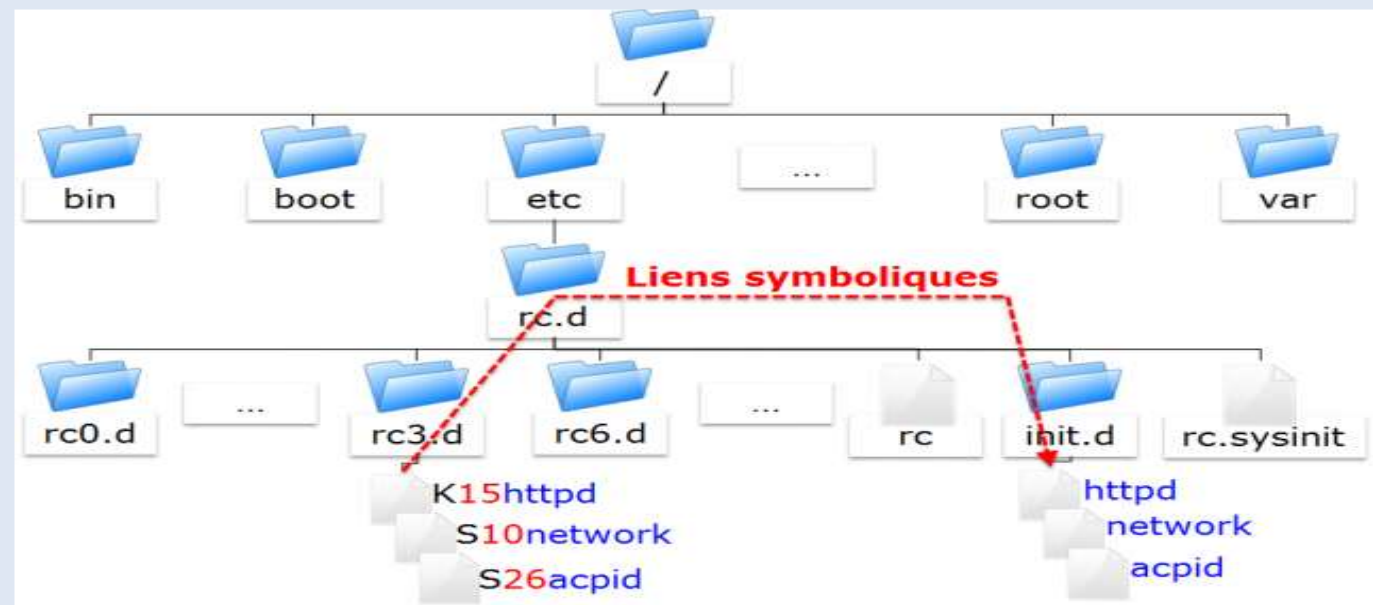 /
bin boot etc ... root var
Liens symboliques
rc.d
rc0.d ... rc3.d rc6.d ... rc init.d rc.sysinit
K15httpd httpd
S10network network
S26acpid acpid